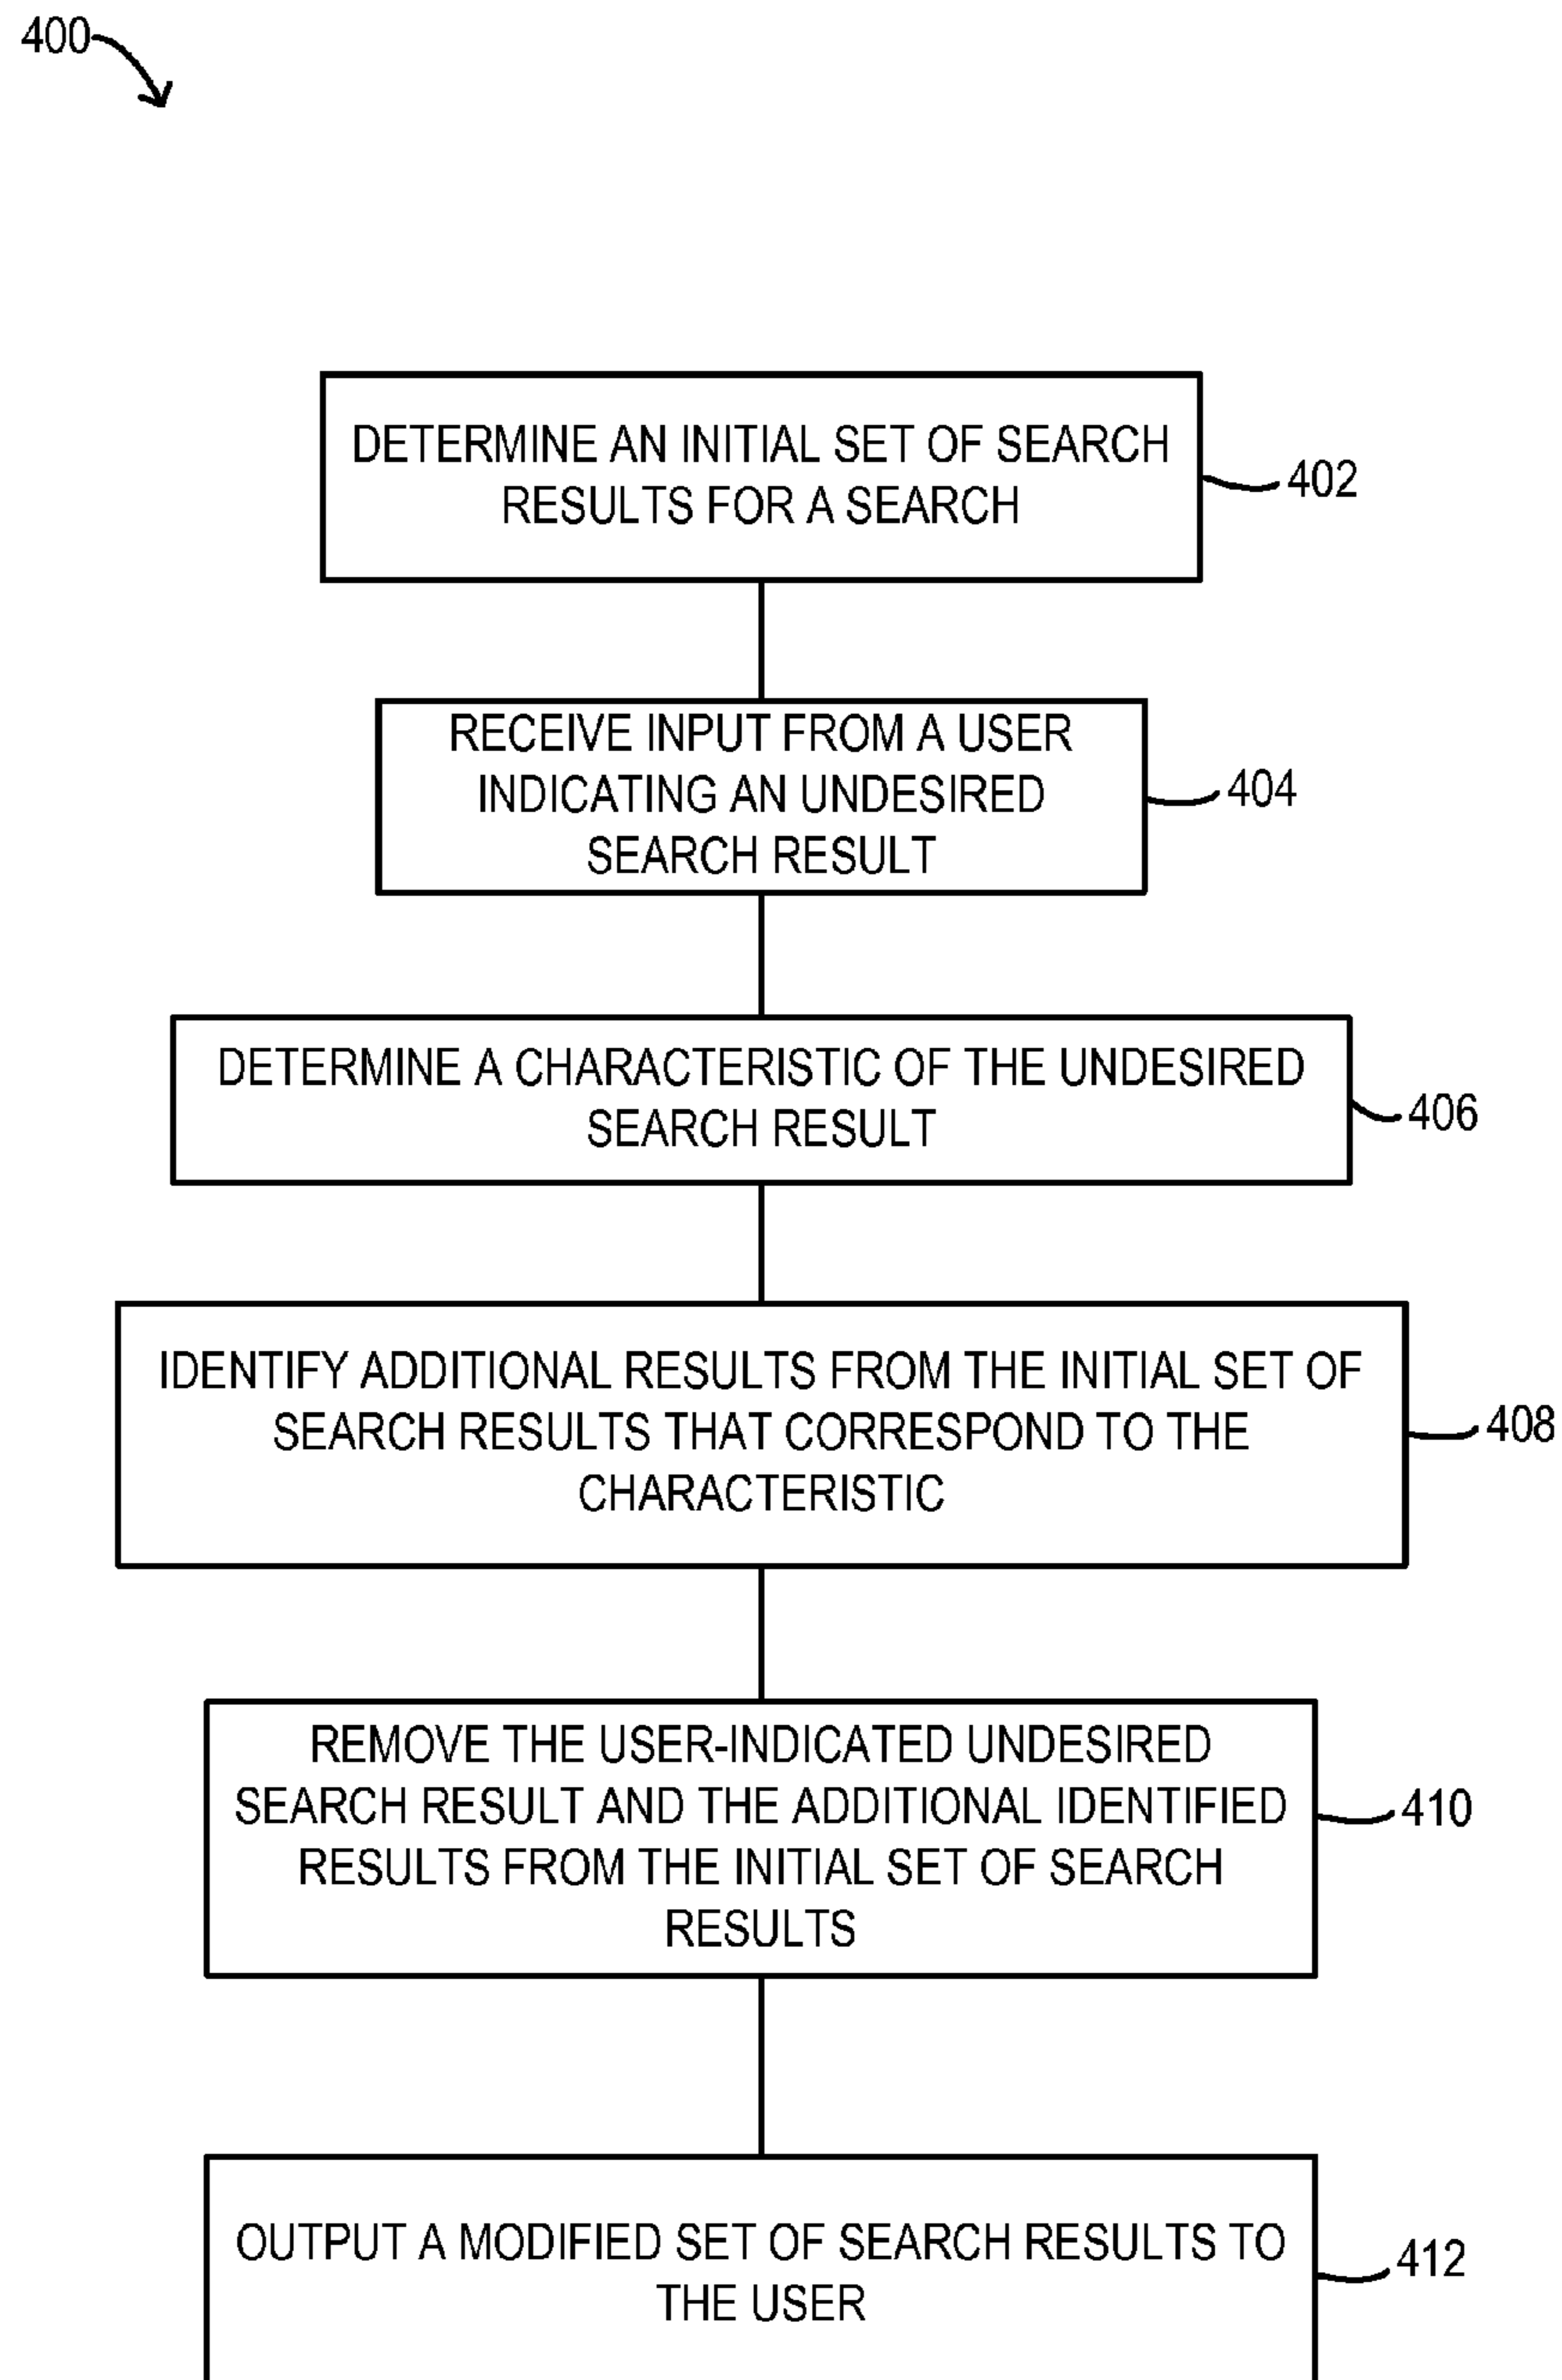 400
DETERMINE AN INITIAL SET OF SEARCH
RESULTS FOR A SEARCH
402
RECEIVE INPUT FROM A USER
INDICATING AN UNDESIRED
SEARCH RESULT
404
DETERMINE A CHARACTERISTIC OF THE UNDESIRED
SEARCH RESULT
406
IDENTIFY ADDITIONAL RESULTS FROM THE INITIAL SET OF
SEARCH RESULTS THAT CORRESPOND TO THE
CHARACTERISTIC
408
REMOVE THE USER-INDICATED UNDESIRED
SEARCH RESULT AND THE ADDITIONAL IDENTIFIED
RESULTS FROM THE INITIAL SET OF SEARCH
RESULTS
410
OUTPUT A MODIFIED SET OF SEARCH RESULTS TO
THE USER
412